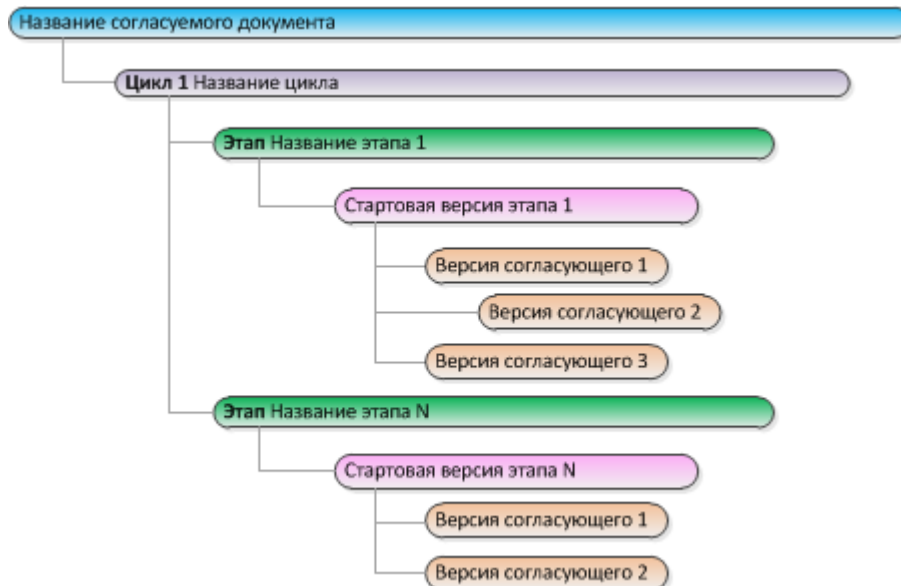 Название согласуемого документа
Цикл 1 Название цикла
Этап Название этапа 1
Стартовая версия этапа 1
Версия согласующего 1
Версия согласующего 2
Версия согласующего 3
Этап Название этапа N
Стартовая версия этапа N
Версия согласующего 1
Версия согласующего 2